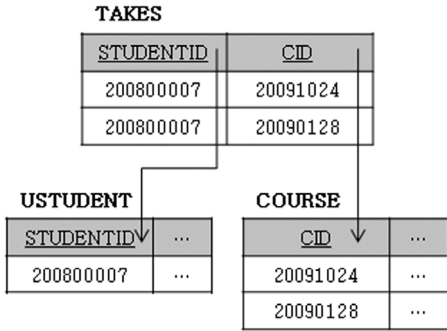 TAKES
STUDENTID CID
200800007 20091024
200800007 20090128
USTUDENT
STUDENTID ...
200800007 ...
COURSE
CID ...
20091024 ...
20090128 ...